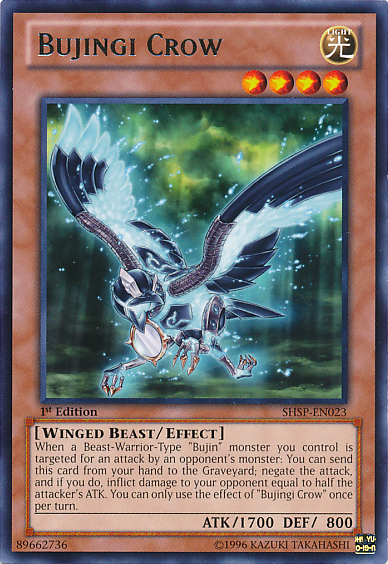 BUJINGI CROW
LIGHT
光
1st Edition
SHSP-EN023
[WINGED BEAST/EFFECT]
When a Beast-Warrior-Type "Bujin" monster you control is
targeted for an attack by an opponent's monster: You can send
this card from your hand to the Graveyard; negate the attack,
and if you do, inflict damage to your opponent equal to half the
attacker's ATK. You can only use the effect of "Bujingi Crow" once
per turn.
ATK/1700 DEF/ 800
89662736
©1996 KAZUKI TAKAHASHI